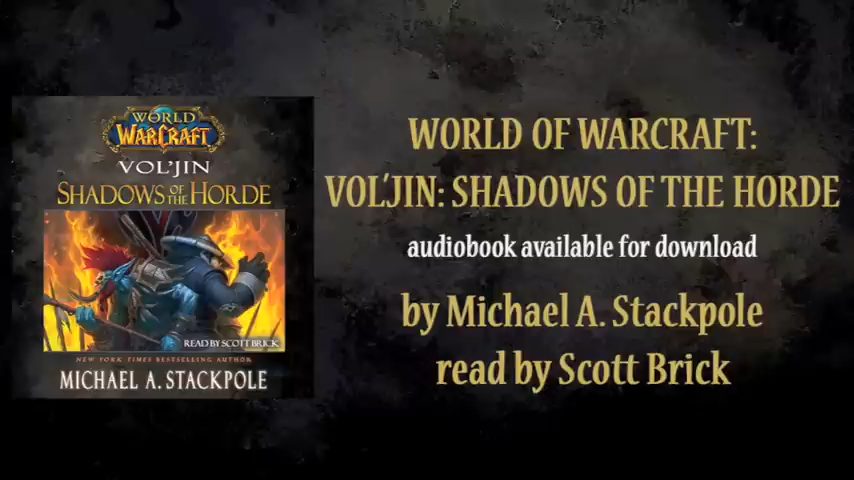 WORLD
WARCRAFT
VOL'JIN
SHADOWS OF THE HORDE
READ BY SCOTT BRICK
NEW YORK TIMES BESTSELLING AUTHOR
MICHAEL A. STACKPOLE
WORLD OF WARCRAFT:
VOL'JIN: SHADOWS OF THE HORDE
audiobook available for download
by Michael A. Stackpole
read by Scott Brick